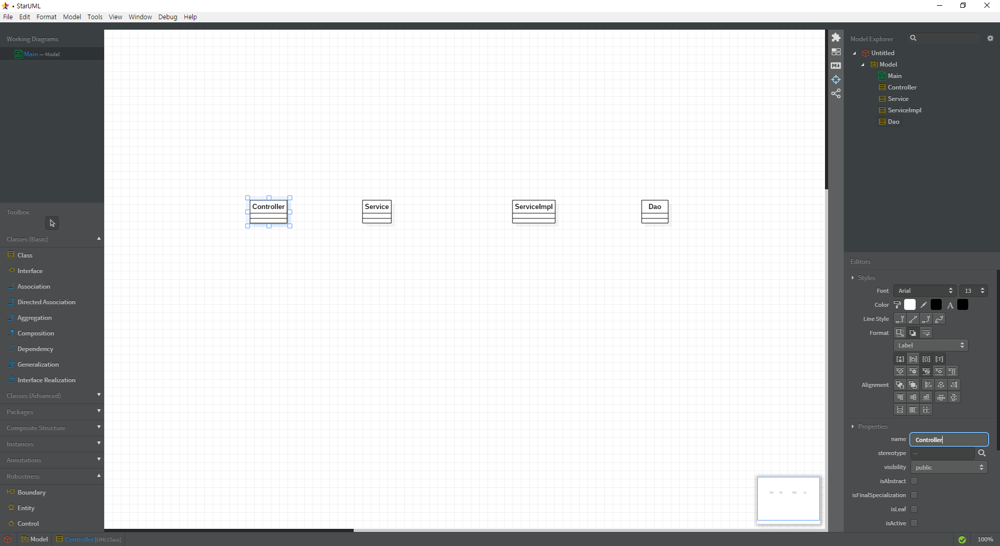 • StarUML
File Edit Format Model Tools View Window Debug Help
Working Diagrams
Main — Model
Toolbox
Classes (Basic)
Class
Interface
Association
Directed Association
Aggregation
Composition
Dependency
Generalization
Interface Realization
Classes (Advanced)
Packages
Composite Structure
Instances
Annotations
Robustness
Boundary
Entity
Control
Controller
Service
ServiceImpl
Dao
Model Explorer
Untitled
Model
Main
Controller
Service
ServiceImpl
Dao
Editors
Styles
Font Arial 13
Color A
Line Style
Format
Label
Alignment
Properties
name Controller
stereotype —
visibility public
isAbstract
isFinalSpecialization
isLeaf
isActive
Model Controller [UMLClass]
100%